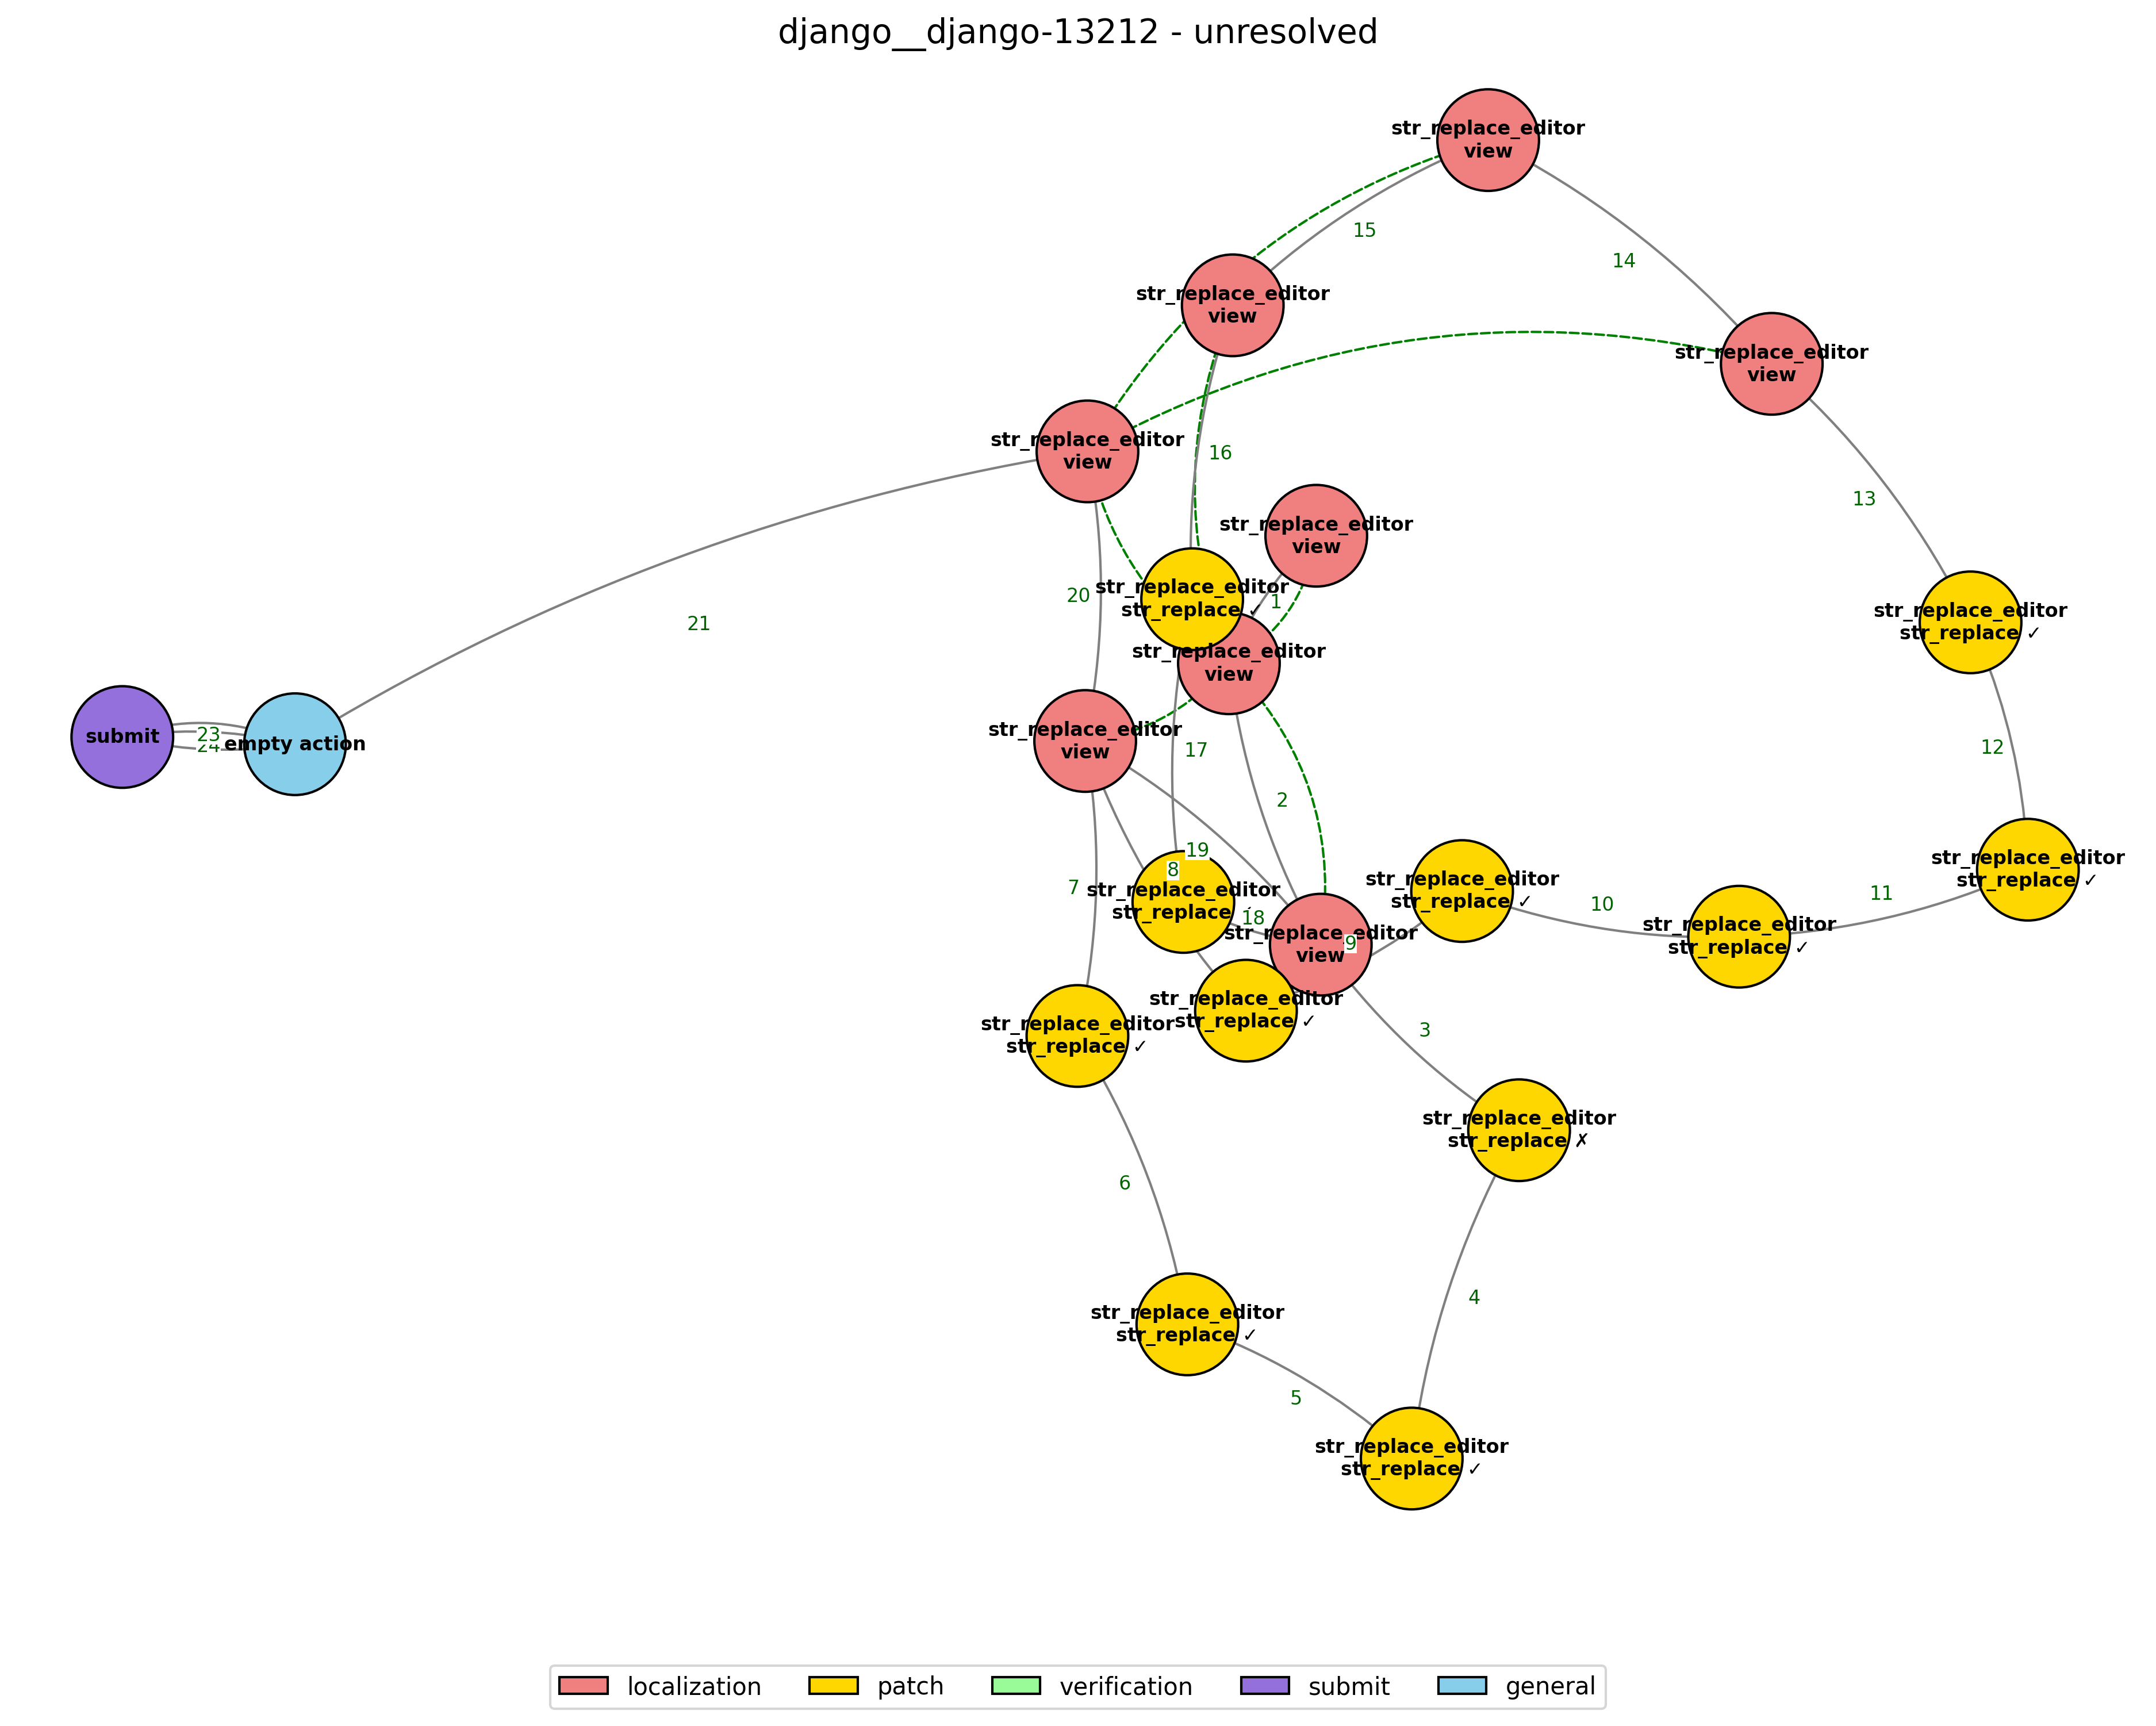 django__django-13212 - unresolved
str_replace_editor
view
15
14
str_replace_editor
view
str_replace_editor
view
str_replace_editor
view
16
13
str_replace_editor
view
21
20
str_replace_editor
str_replace ✓
1
str_replace_editor
str_replace ✓
str_replace_editor
view
submit
23
24
empty action
str_replace_editor
view
17
12
2
19
8
7
str_replace_editor
str_replace
18
str_replace_editor
view
9
str_replace_editor
str_replace ✓
10
11
str_replace_editor
str_replace ✓
str_replace_editor
str_replace ✓
str_replace_editor
str_replace ✓
str_replace_editor
str_replace ✓
3
str_replace_editor
str_replace ✗
6
4
str_replace_editor
str_replace ✓
5
str_replace_editor
str_replace ✓
localization
patch
verification
submit
general